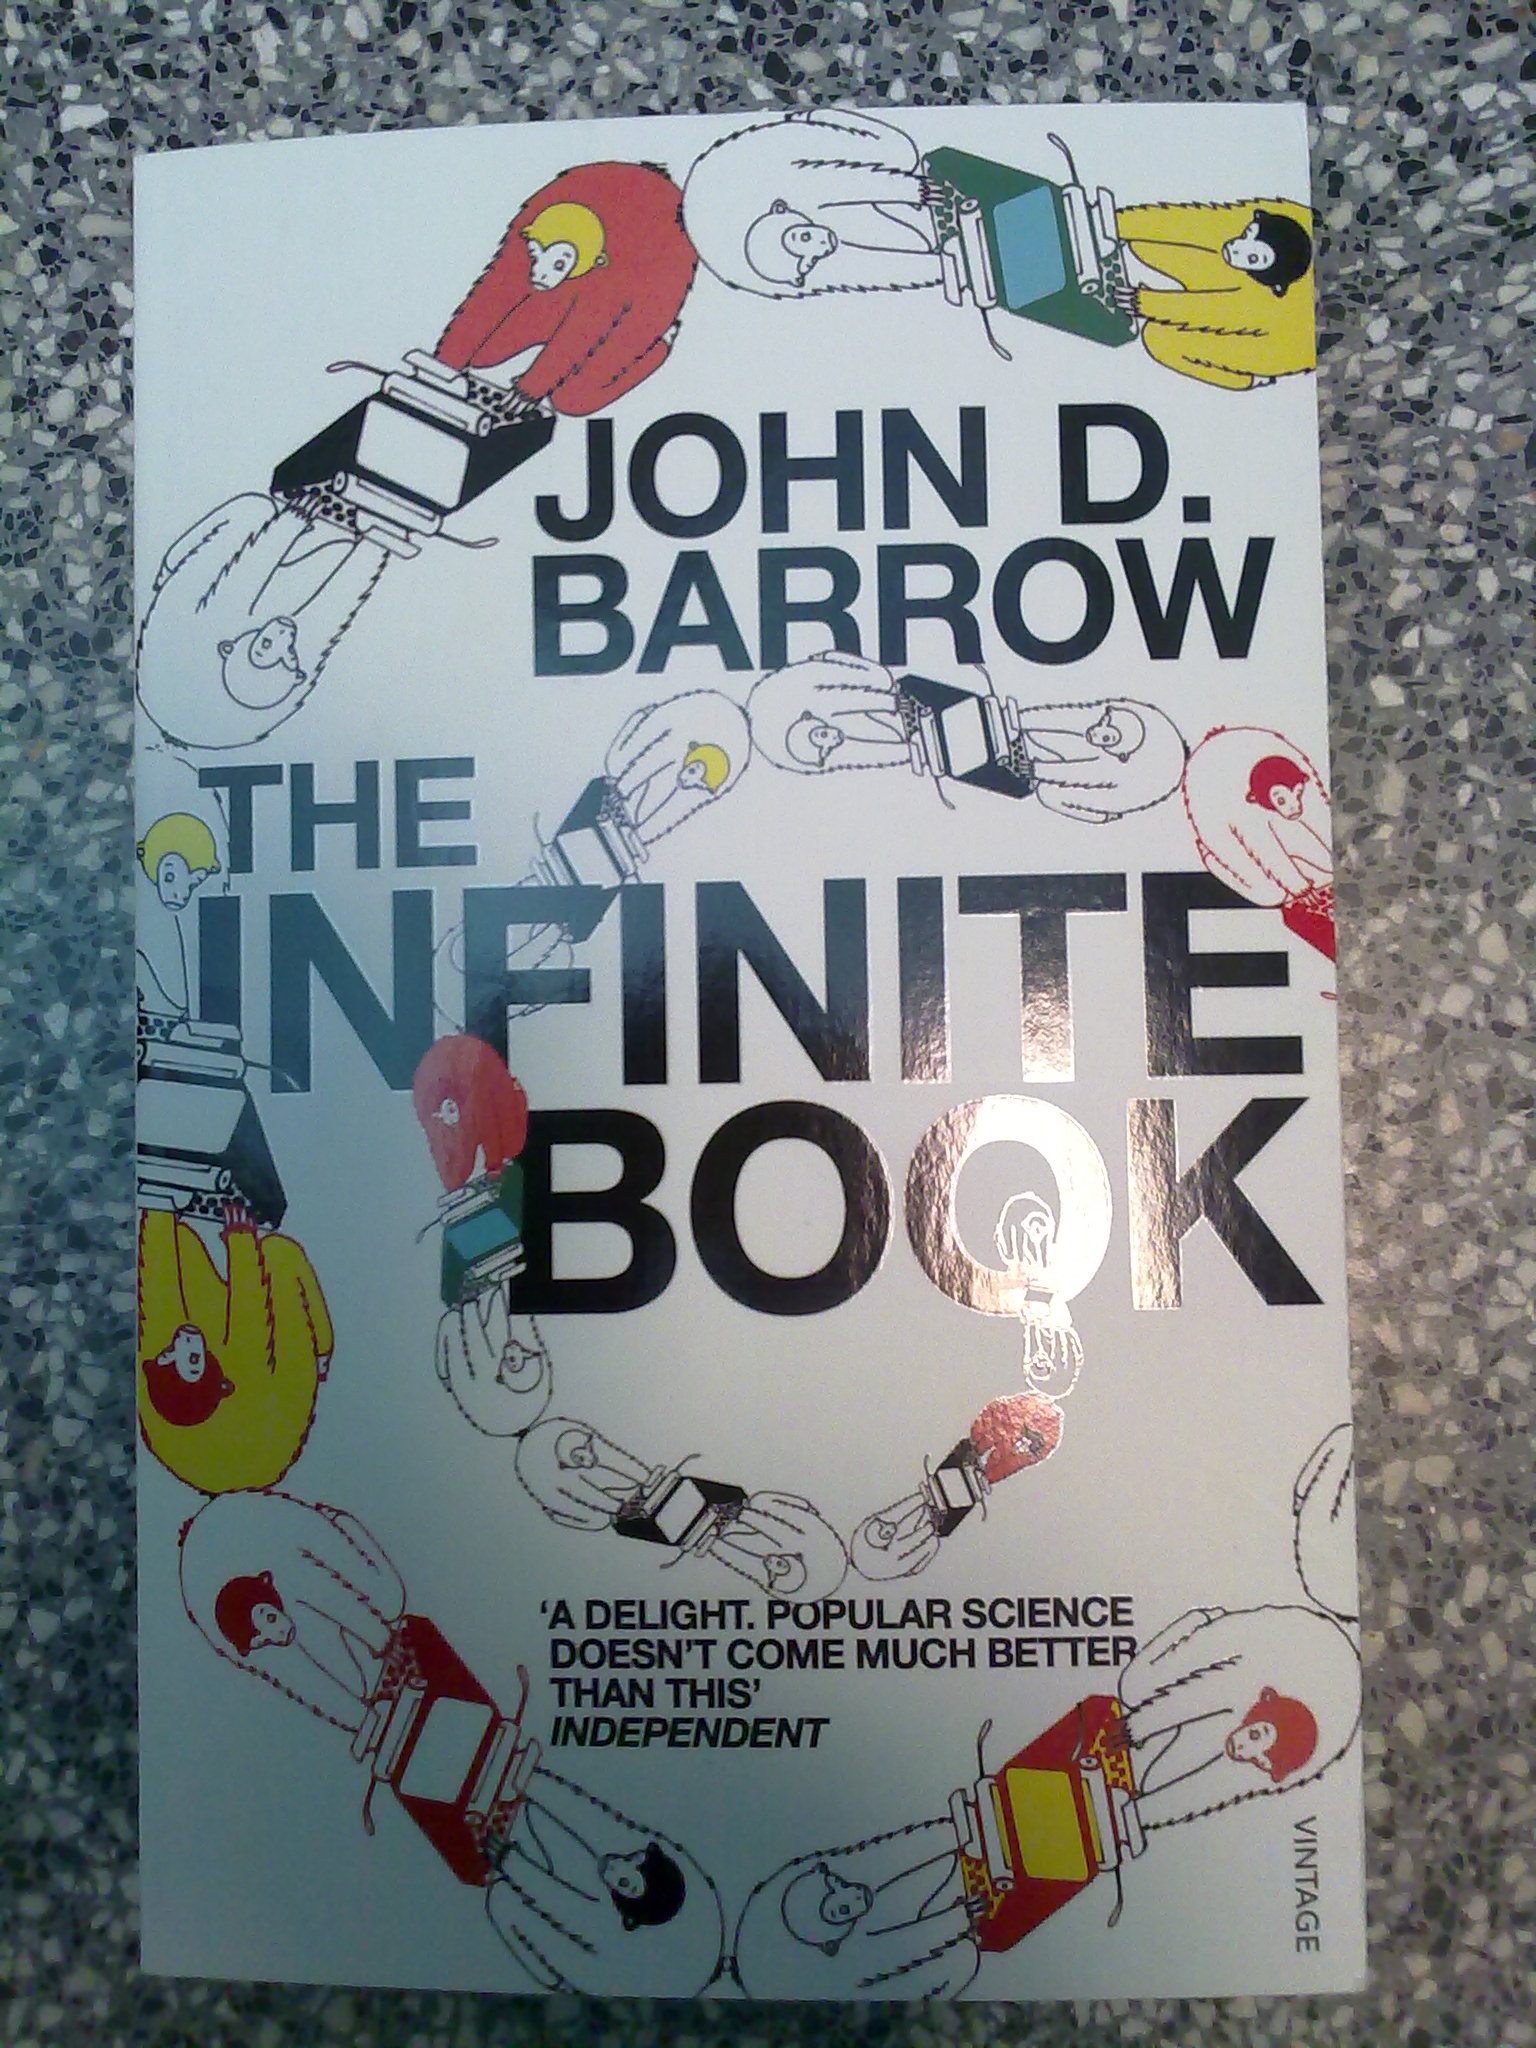 JOHN D.
BARROW
THE
INFINITE
BOOK
'A DELIGHT. POPULAR SCIENCE
DOESN'T COME MUCH BETTER
THAN THIS'
INDEPENDENT
VINTAGE